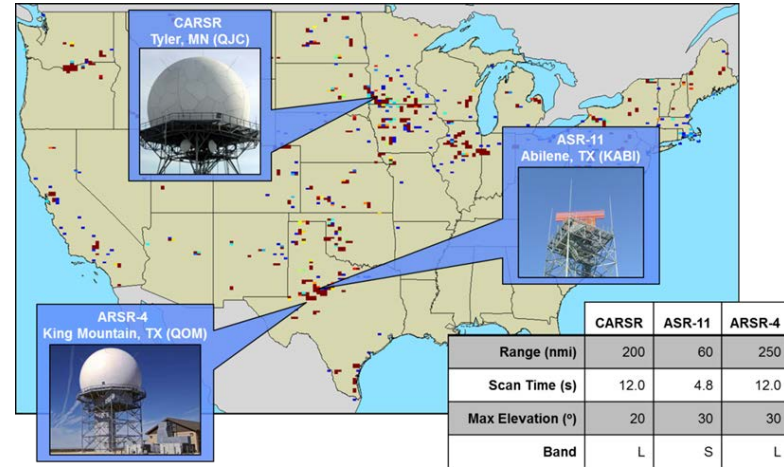 CARSR
Tyler, MN (QJC)
ASR-11
Abilene, TX (KABI)
ARSR-4
King Mountain, TX (QOM)
CARSR ASR-11 ARSR-4
Range (nmi) 200 60 250
Scan Time (s) 12.0 4.8 12.0
Max Elevation (º) 20 30 30
Band L S L